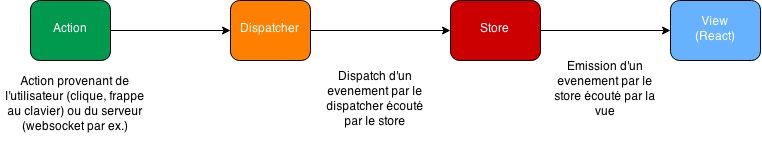 Action
Dispatcher
Store
View
(React)
Action provenant de
l'utilisateur (clique, frappe
au clavier) ou du serveur
(websocket par ex.)
Dispatch d'un
evenement par le
dispatcher écouté
par le store
Emission d'un
evenement par le
store écouté par la
vue